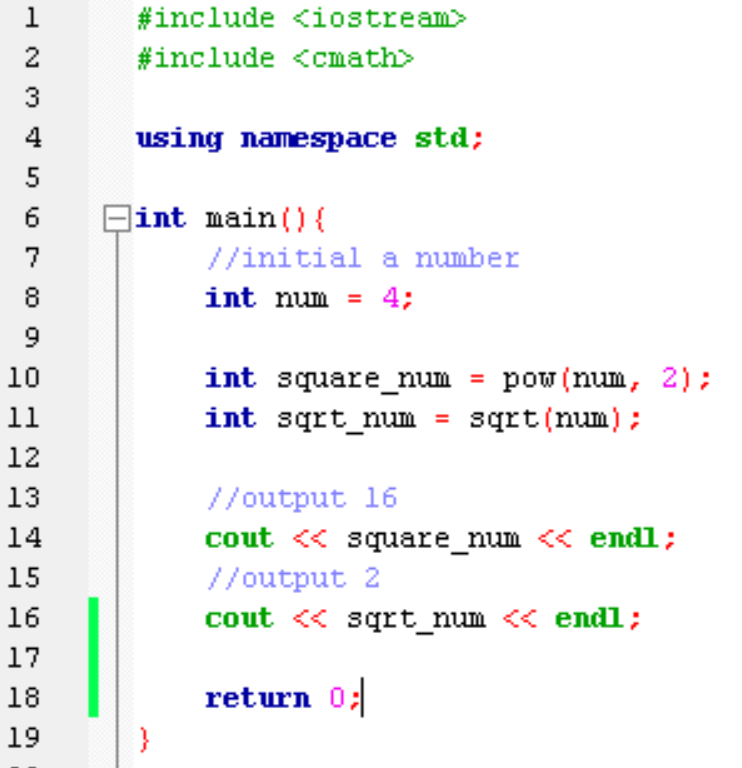 1 #include <iostream>
2 #include <cmath>
3
4 using namespace std;
5
6 int main(){
7 //initial a number
8 int num = 4;
9
10 int square_num = pow(num, 2);
11 int sqrt_num = sqrt(num);
12
13 //output 16
14 cout << square_num << endl;
15 //output 2
16 cout << sqrt_num << endl;
17
18 return 0;
19 }